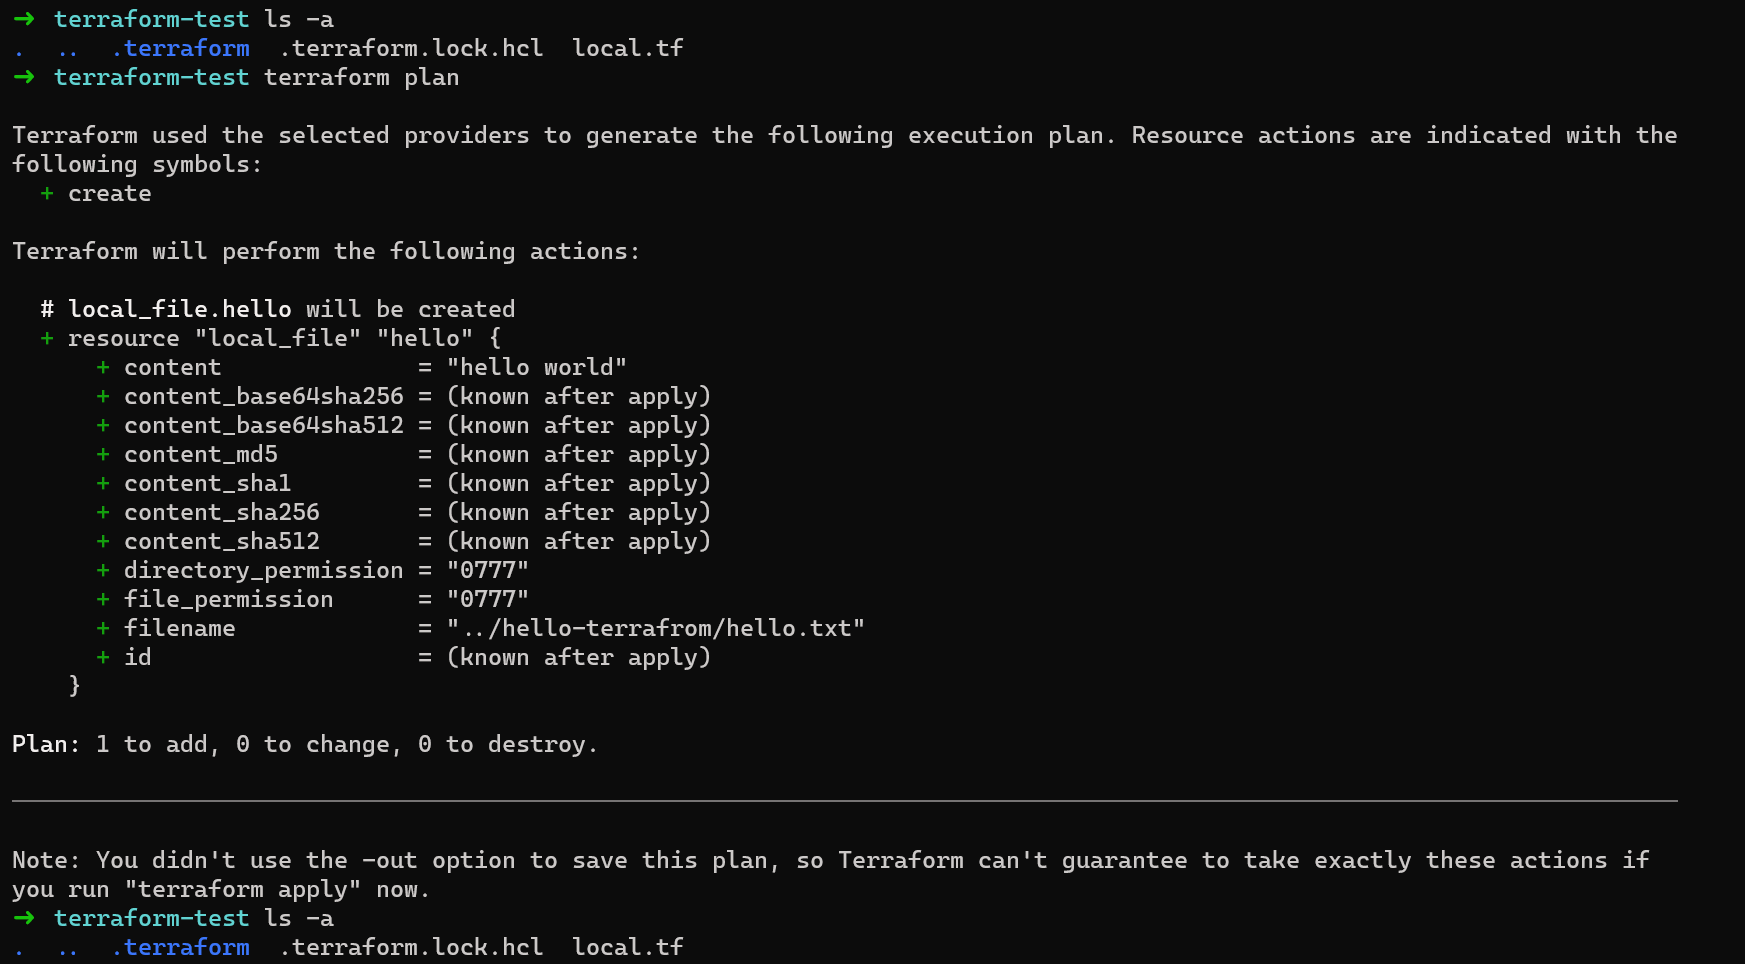 ➜ terraform-test ls -a
. .. .terraform .terraform.lock.hcl local.tf
➜ terraform-test terraform plan
Terraform used the selected providers to generate the following execution plan. Resource actions are indicated with the
following symbols:
+ create
Terraform will perform the following actions:
# local_file.hello will be created
+ resource "local_file" "hello" {
+ content = "hello world"
+ content_base64sha256 = (known after apply)
+ content_base64sha512 = (known after apply)
+ content_md5 = (known after apply)
+ content_sha1 = (known after apply)
+ content_sha256 = (known after apply)
+ content_sha512 = (known after apply)
+ directory_permission = "0777"
+ file_permission = "0777"
+ filename = "../hello-terrafrom/hello.txt"
+ id = (known after apply)
}
Plan: 1 to add, 0 to change, 0 to destroy.
Note: You didn't use the -out option to save this plan, so Terraform can't guarantee to take exactly these actions if
you run "terraform apply" now.
➜ terraform-test ls -a
. .. .terraform .terraform.lock.hcl local.tf